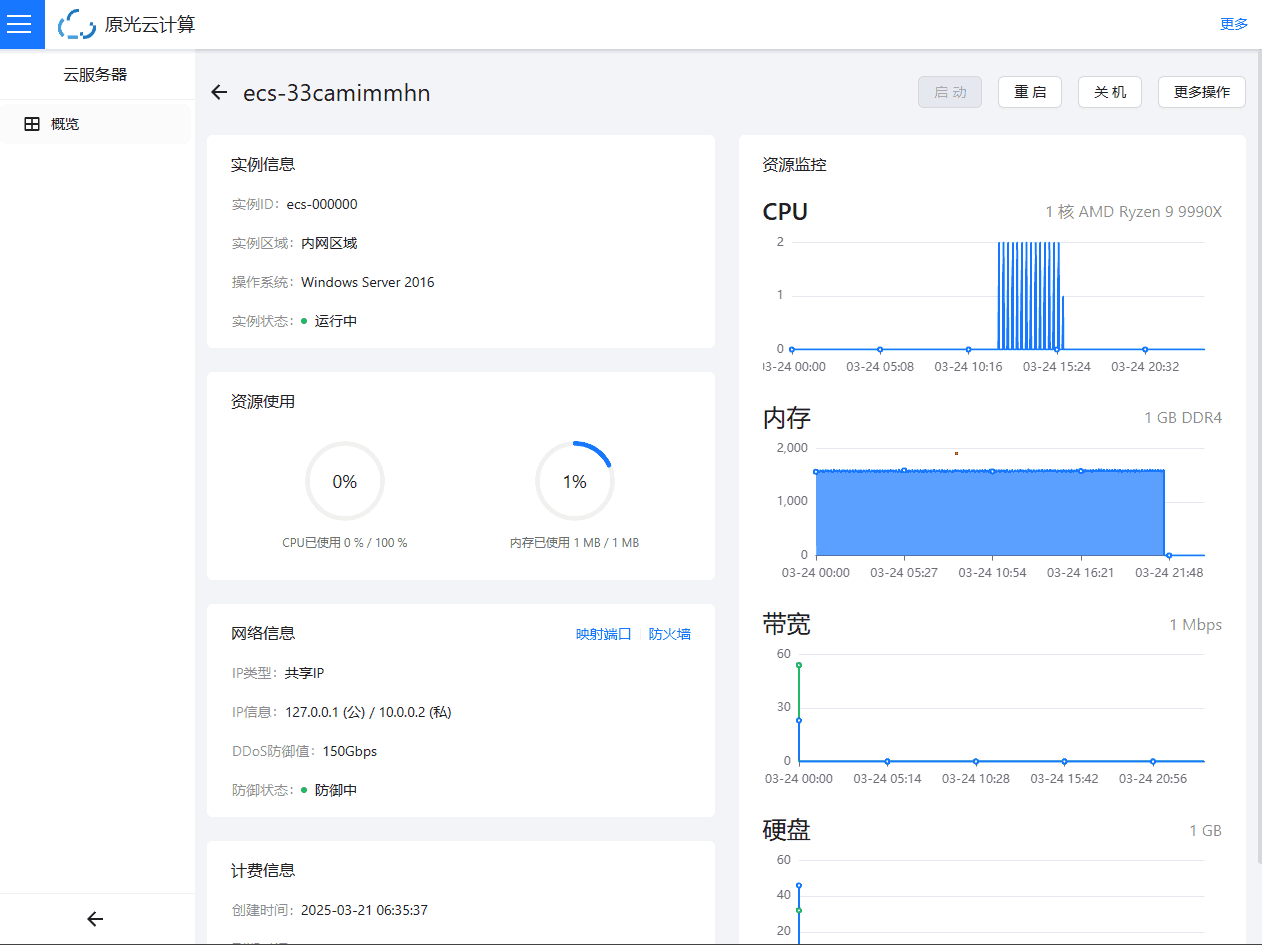 原光云计算
更多
云服务器
概览
ecs-33camimmhn
启 动
重 启
关 机
更多操作
实例信息
实例ID： ecs-000000
实例区域： 内网区域
操作系统： Windows Server 2016
实例状态： 运行中
资源使用
0%
1%
CPU已使用 0 % / 100 %
内存已使用 1 MB / 1 MB
网络信息
映射端口
防火墙
IP类型： 共享IP
IP信息： 127.0.0.1 (公) / 10.0.0.2 (私)
DDoS防御值： 150Gbps
防御状态： 防御中
计费信息
创建时间： 2025-03-21 06:35:37
资源监控
CPU
1 核 AMD Ryzen 9 9990X
2
1
0
03-24 00:00 03-24 05:08 03-24 10:16 03-24 15:24 03-24 20:32
内存
1 GB DDR4
2,000
1,000
0
03-24 00:00 03-24 05:27 03-24 10:54 03-24 16:21 03-24 21:48
带宽
1 Mbps
60
30
0
03-24 00:00 03-24 05:14 03-24 10:28 03-24 15:42 03-24 20:56
硬盘
1 GB
60
40
20